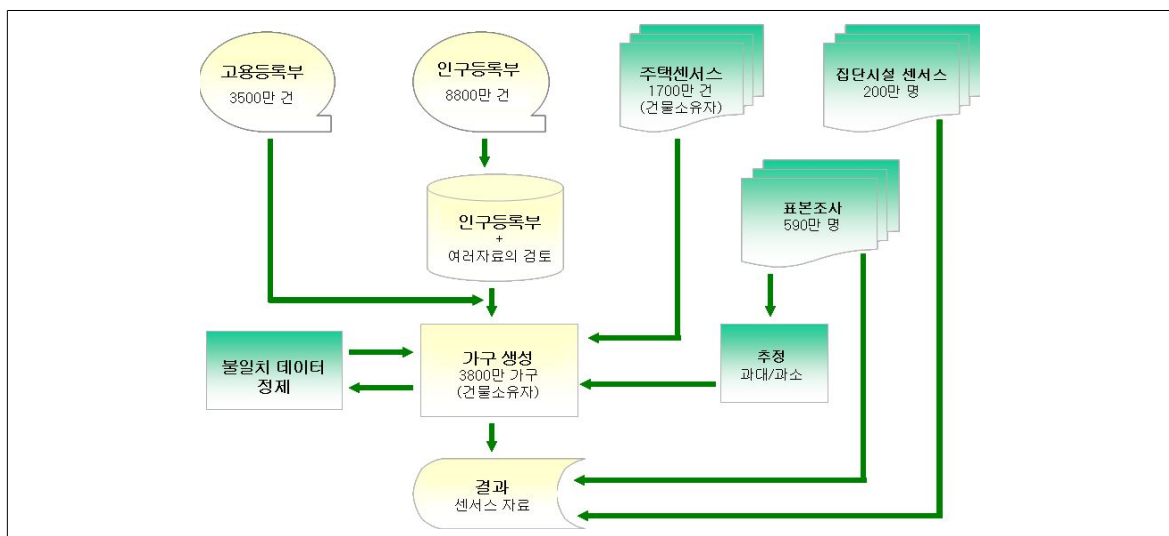 고용등록부
3500만 건
인구등록부
8800만 건
주택센서스
1700만 건
(건물소유자)
집단시설 센서스
200만 명
표본조사
590만 명
인구등록부
+
여러자료의 검토
불일치 데이터
정제
가구 생성
3800만 가구
(건물소유자)
추정
과대/과소
결과
센서스 자료